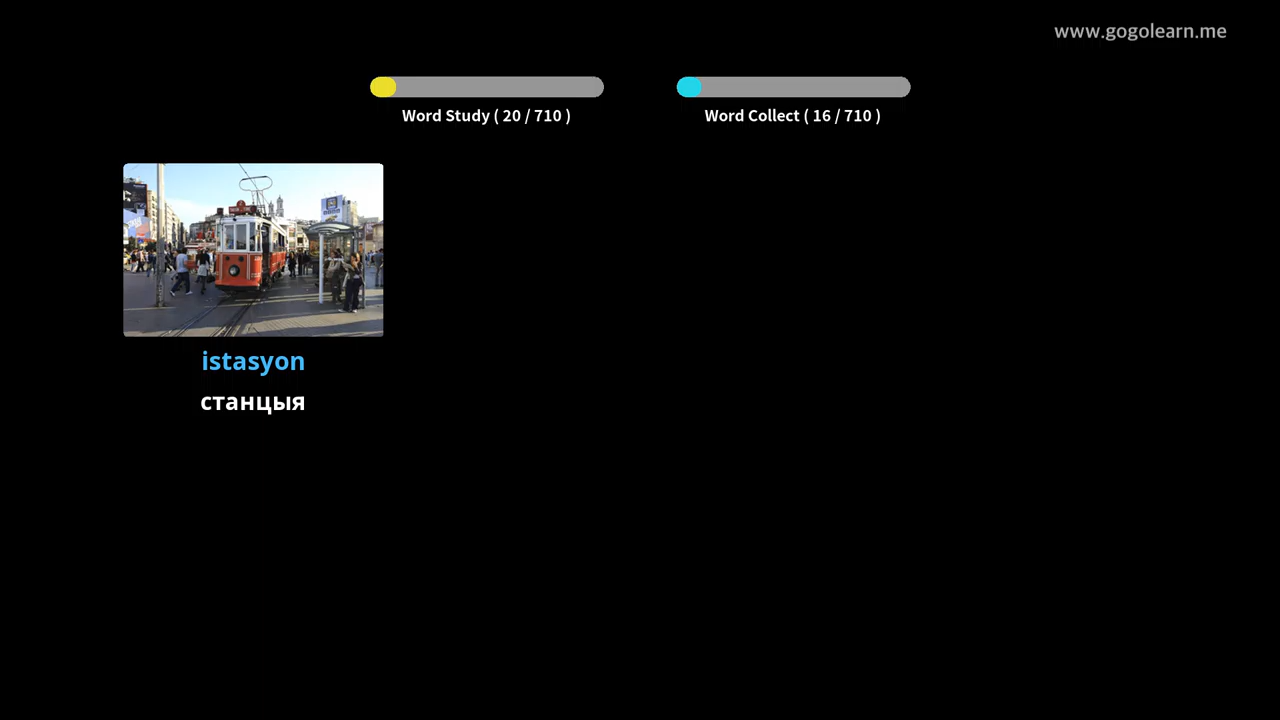 www.gogolearn.me
Word Study ( 20 / 710 )
Word Collect ( 16 / 710 )
istasyon
станцыя